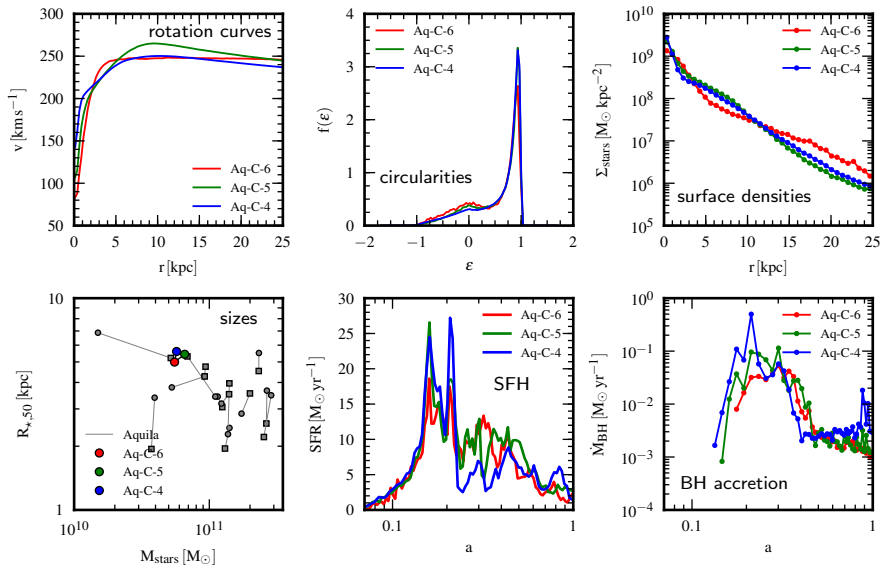 rotation curves
v [km s⁻¹]
300
250
200
150
100
50
Aq-C-6
Aq-C-5
Aq-C-4
0 5 10 15 20 25
r [kpc]
circularities
f(ε)
4
3
2
1
0
Aq-C-6
Aq-C-5
Aq-C-4
−2 −1 0 1 2
ε
surface densities
Σstars [M⊙ kpc⁻²]
10¹⁰
10⁹
10⁸
10⁷
10⁶
10⁵
Aq-C-6
Aq-C-5
Aq-C-4
0 5 10 15 20 25
r [kpc]
sizes
R⋆,50 [kpc]
10
1
Aquila
Aq-C-6
Aq-C-5
Aq-C-4
10¹⁰ 10¹¹
Mstars [M⊙]
SFH
SFR [M⊙ yr⁻¹]
30
25
20
15
10
5
0
Aq-C-6
Aq-C-5
Aq-C-4
0.1 1
a
BH accretion
ṀBH [M⊙ yr⁻¹]
10⁰
10⁻¹
10⁻²
10⁻³
10⁻⁴
Aq-C-6
Aq-C-5
Aq-C-4
0.1 1
a